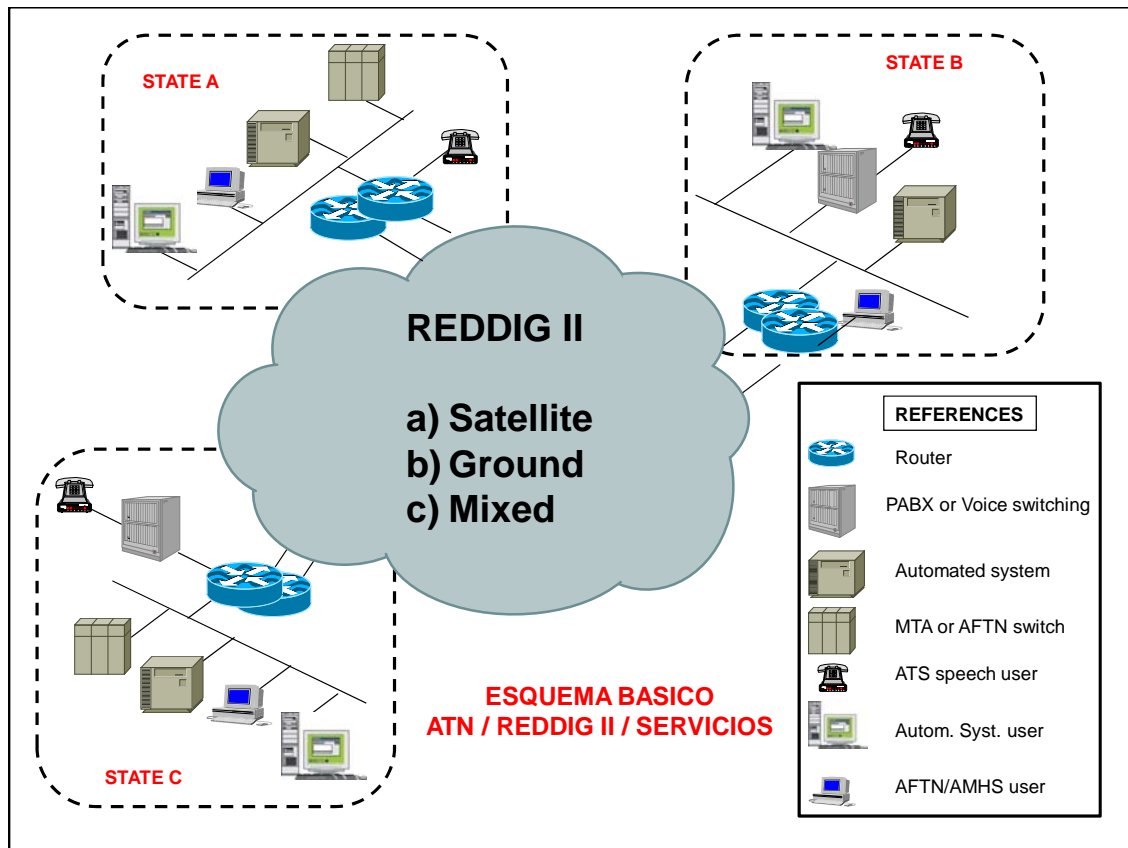 STATE A
STATE B
REDDIG II
a) Satellite
b) Ground
c) Mixed
REFERENCES
Router
PABX or Voice switching
Automated system
MTA or AFTN switch
ATS speech user
Autom. Syst. user
AFTN/AMHS user
ESQUEMA BASICO
ATN / REDDIG II / SERVICIOS
STATE C